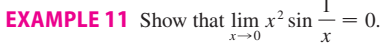 EXAMPLE 11 Show that lim x→0 x² sin 1/x = 0.